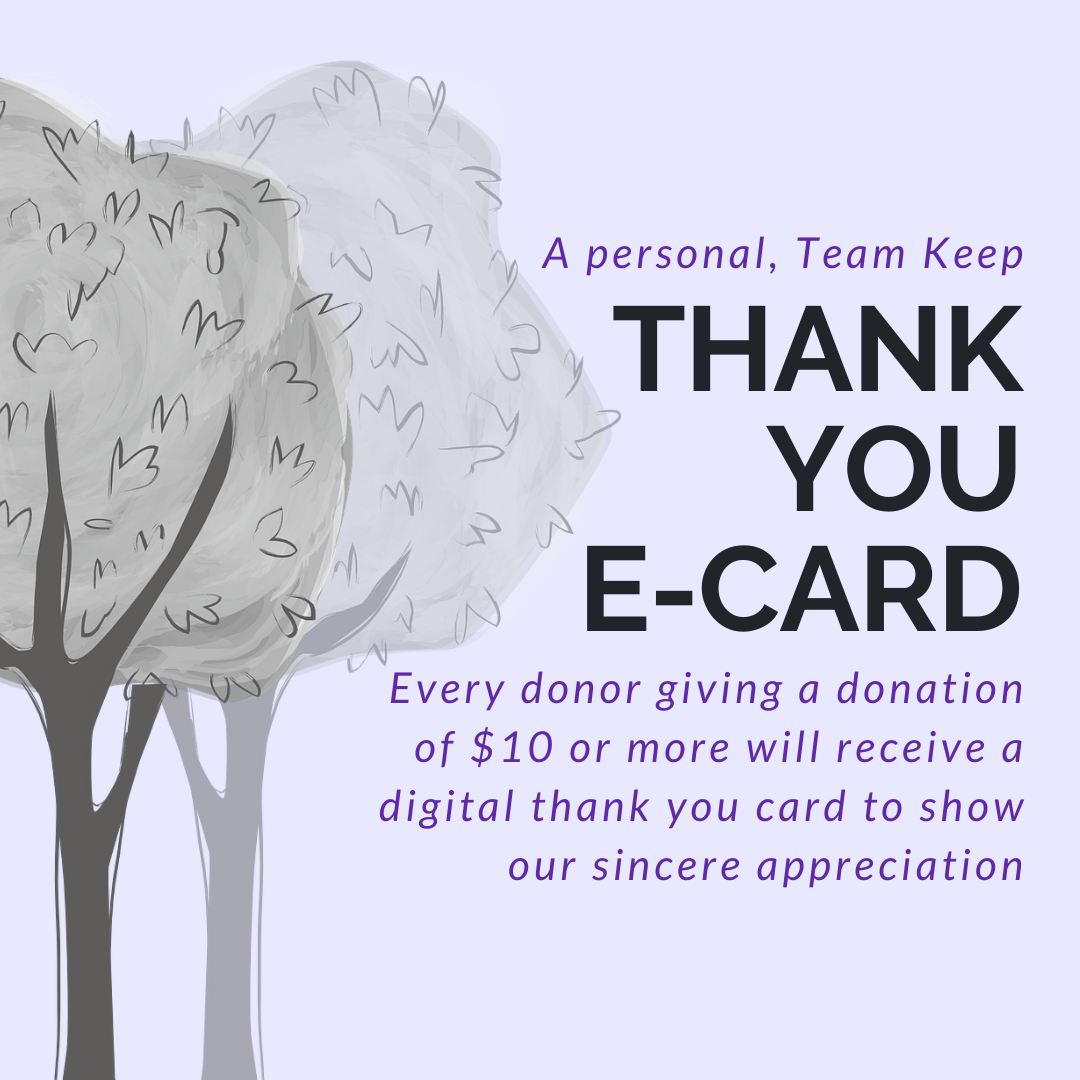 A personal, Team Keep
THANK
YOU
E-CARD
Every donor giving a donation
of $10 or more will receive a
digital thank you card to show
our sincere appreciation